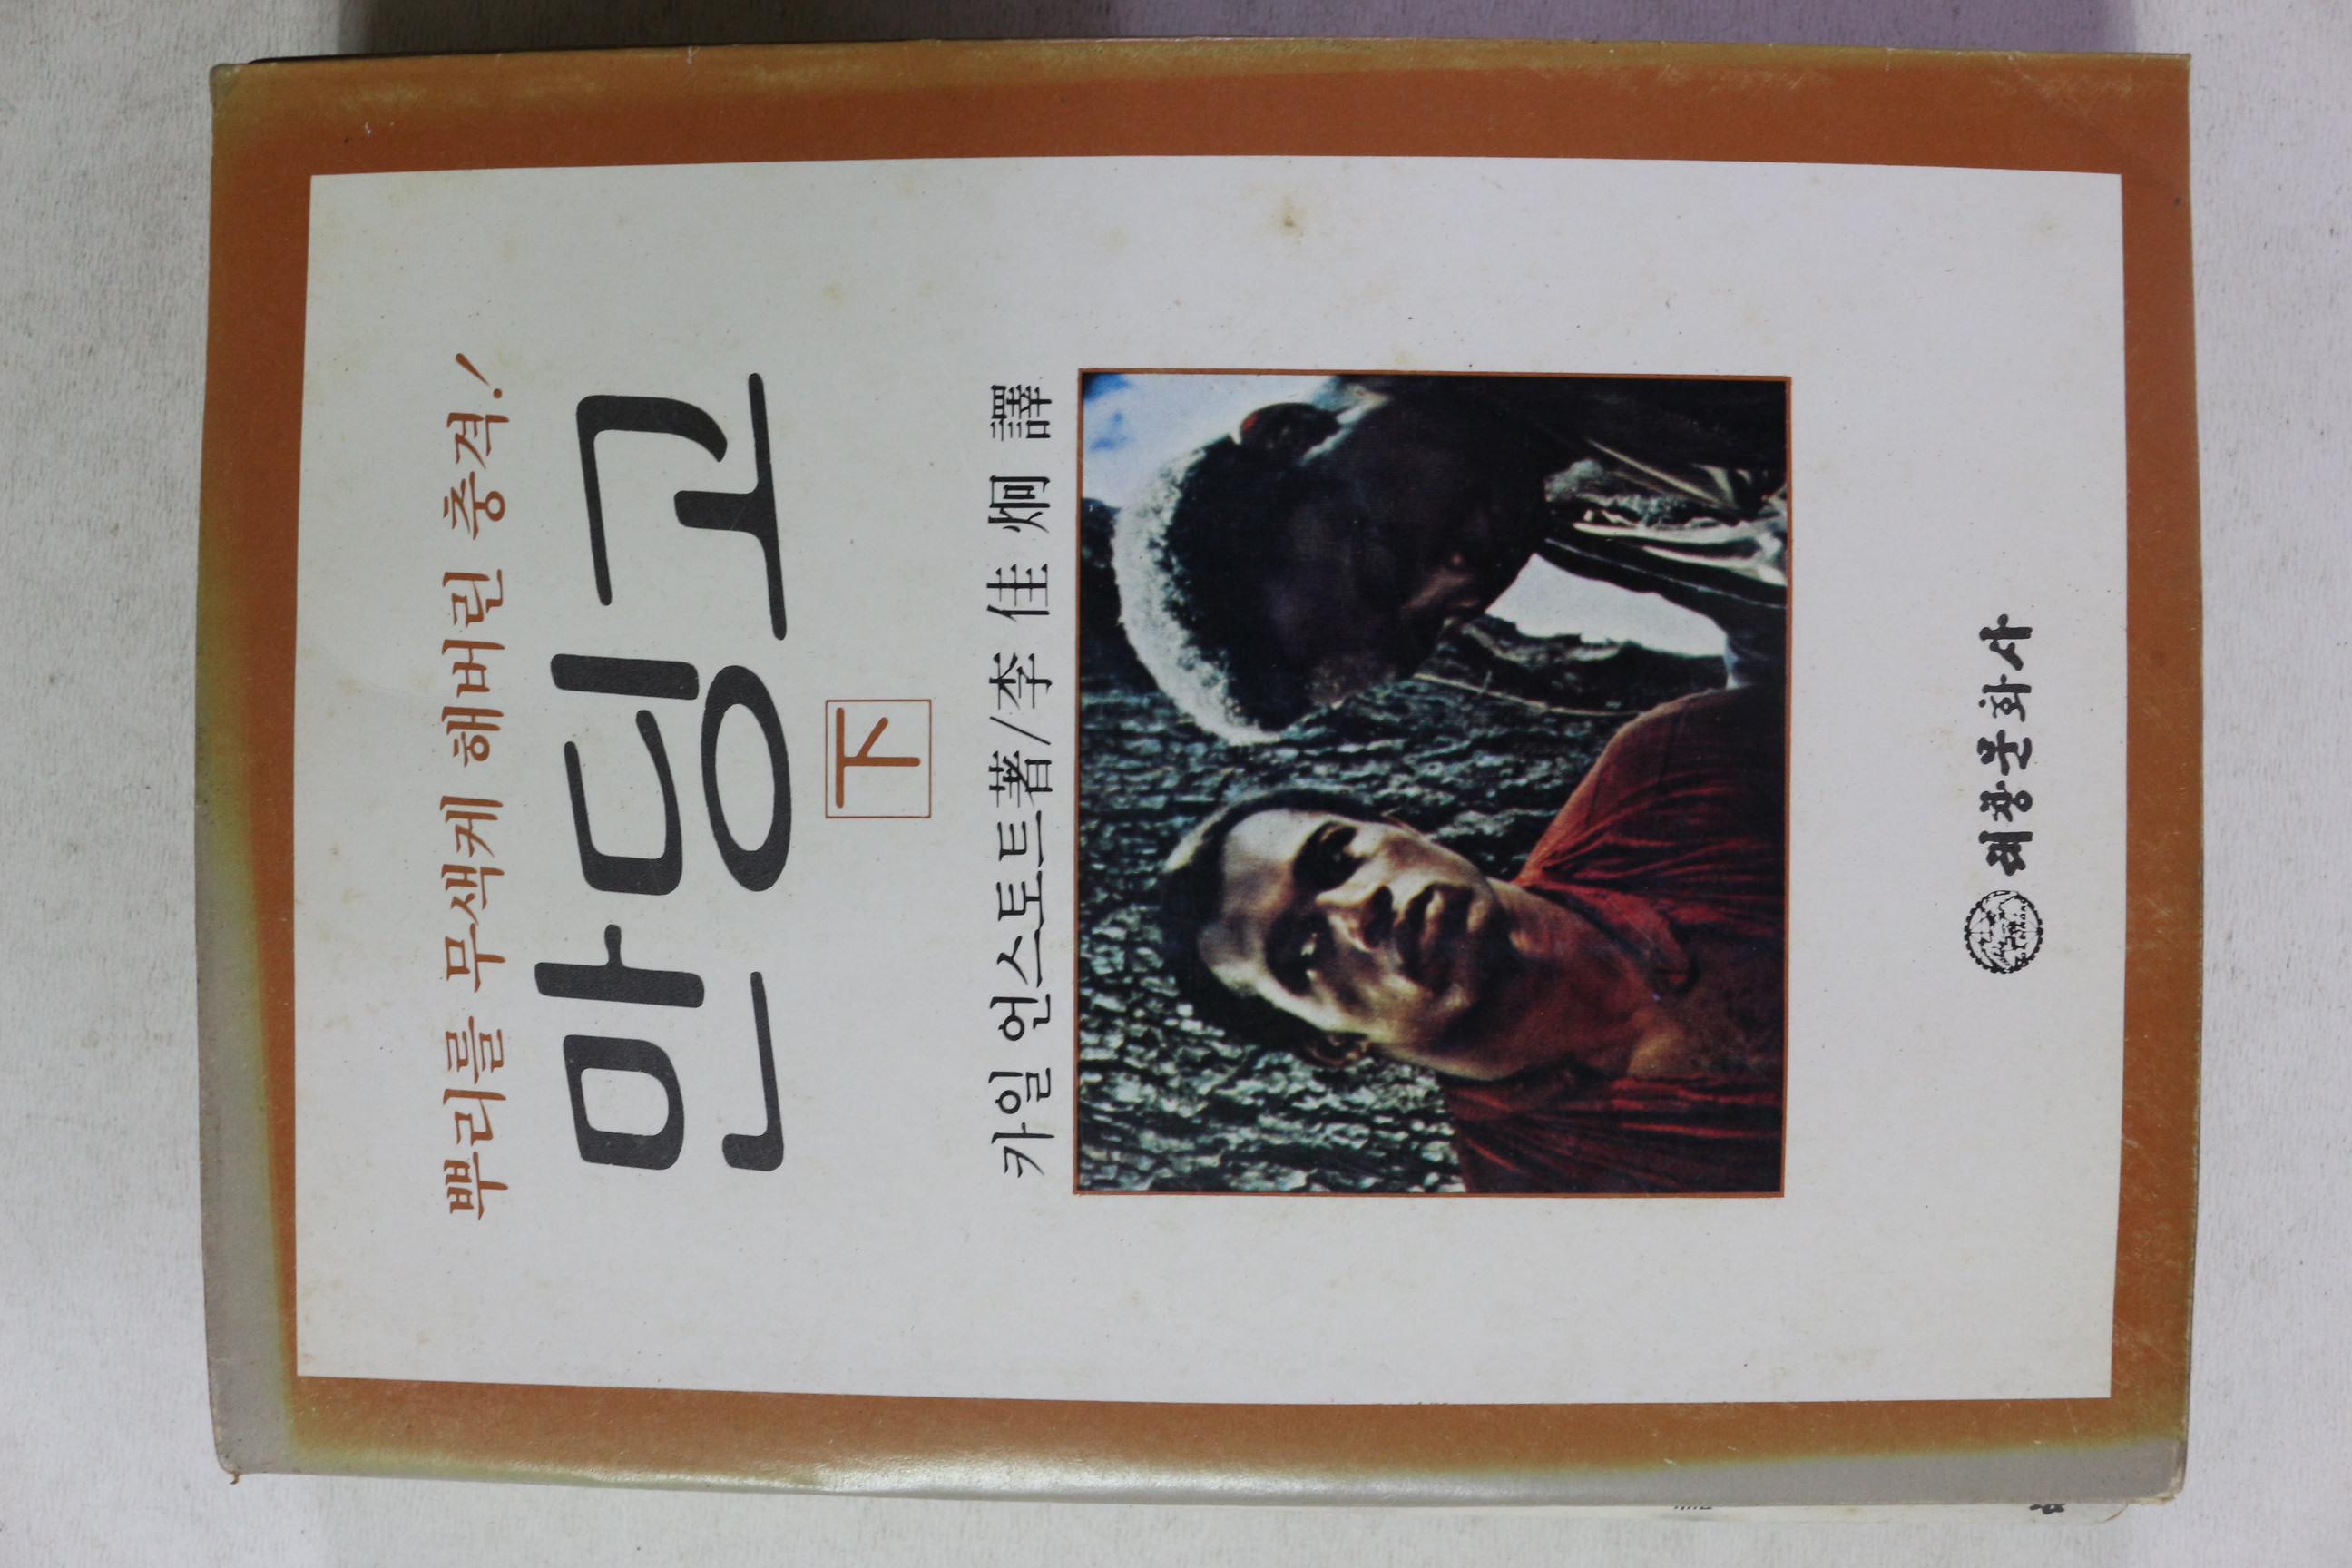 뿌리를 무색케 해버린 충격!
만딩고
下
카일 언스토트著/李佳炯 譯
태창문화사